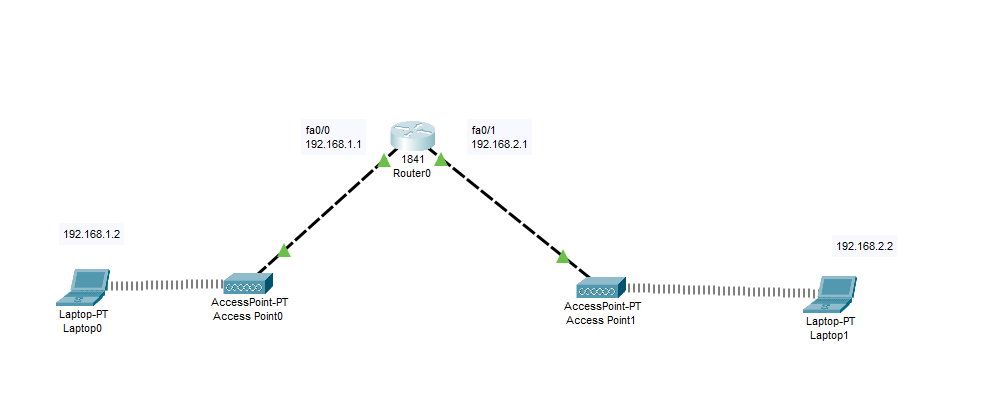 fa0/0
192.168.1.1
fa0/1
192.168.2.1
1841
Router0
192.168.1.2
192.168.2.2
Laptop-PT
Laptop0
AccessPoint-PT
Access Point0
AccessPoint-PT
Access Point1
Laptop-PT
Laptop1